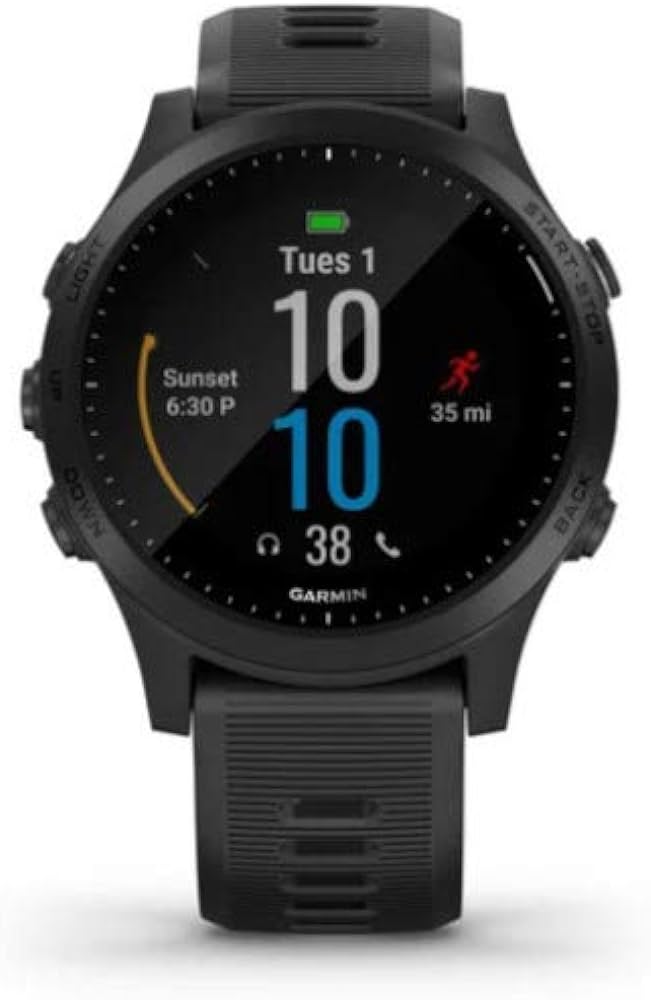 LIGHT
UP
DOWN
START·STOP
BACK
Tues 1
10
10
Sunset
6:30 P
35 mi
38
GARMIN